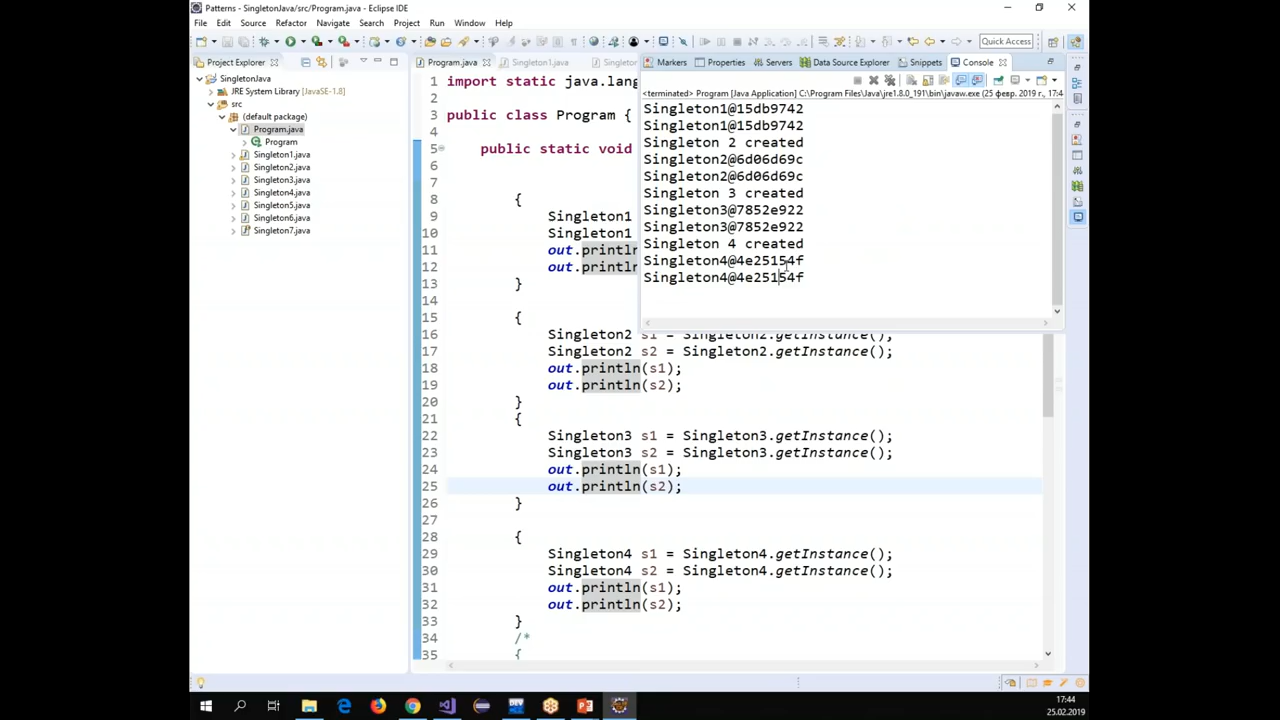 Patterns - SingletonJava/src/Program.java - Eclipse IDE
File Edit Source Refactor Navigate Search Project Run Window Help
Quick Access
Project Explorer
SingletonJava
JRE System Library [JavaSE-1.8]
src
(default package)
Program.java
Program
Singleton1.java
Singleton2.java
Singleton3.java
Singleton4.java
Singleton5.java
Singleton6.java
Singleton7.java
Program.java Singleton1.java Singleton
1 import static java.lang
2
3 public class Program {
4
5 public static void
6
7
8 {
9 Singleton1
10 Singleton1
11 out.println
12 out.println
13 }
14
15 {
16 Singleton2 s1 = Singleton2.getInstance();
17 Singleton2 s2 = Singleton2.getInstance();
18 out.println(s1);
19 out.println(s2);
20 }
21 {
22 Singleton3 s1 = Singleton3.getInstance();
23 Singleton3 s2 = Singleton3.getInstance();
24 out.println(s1);
25 out.println(s2);
26 }
27
28 {
29 Singleton4 s1 = Singleton4.getInstance();
30 Singleton4 s2 = Singleton4.getInstance();
31 out.println(s1);
32 out.println(s2);
33 }
34 /*
35 {
Markers Properties Servers Data Source Explorer Snippets Console
<terminated> Program [Java Application] C:\Program Files\Java\jre1.8.0_191\bin\javaw.exe (25 февр. 2019 г., 17:4
Singleton1@15db9742
Singleton1@15db9742
Singleton 2 created
Singleton2@6d06d69c
Singleton2@6d06d69c
Singleton 3 created
Singleton3@7852e922
Singleton3@7852e922
Singleton 4 created
Singleton4@4e25154f
Singleton4@4e25154f
DEV
17:44
25.02.2019